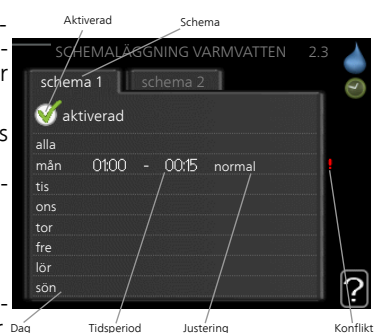 Aktiverad Schema
SCHEMALÄGGNING VARMVATTEN 2.3
schema 1 schema 2
aktiverad
alla
mån 01:00 - 00:15 normal !
tis
ons
tor
fre
lör
sön
?
Dag Tidsperiod Justering Konflikt